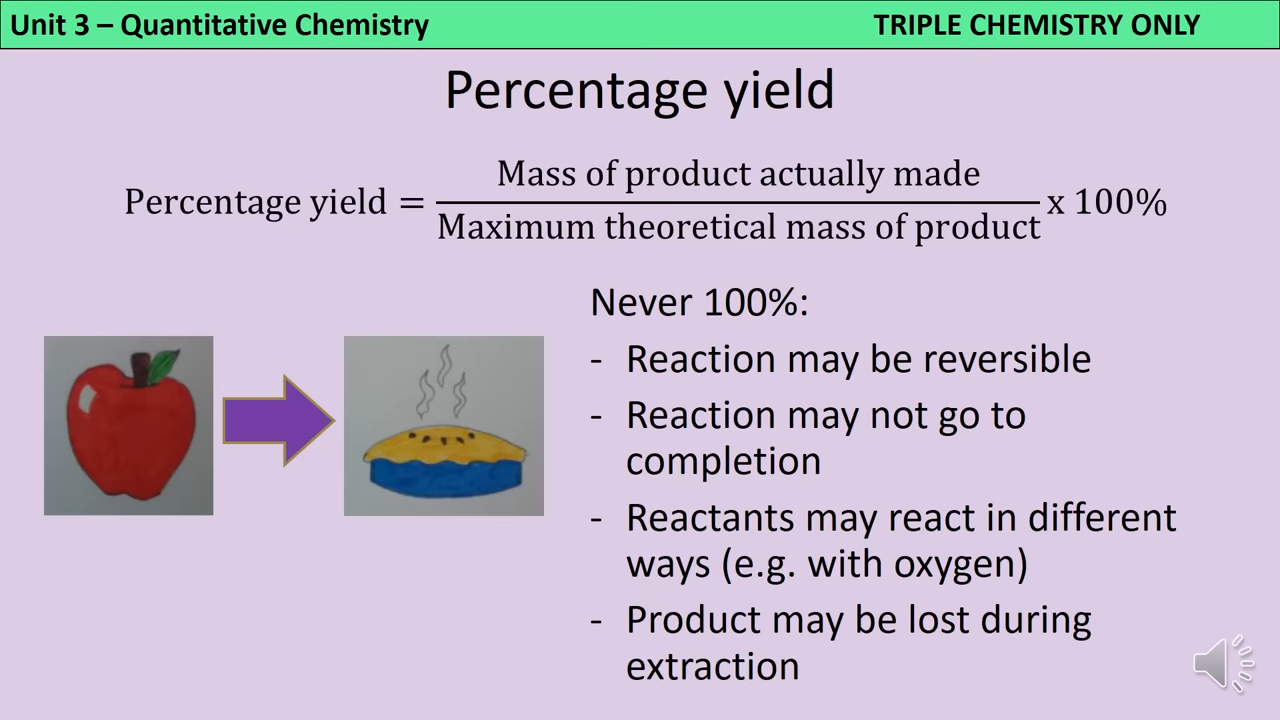 Unit 3 – Quantitative Chemistry
TRIPLE CHEMISTRY ONLY
Percentage yield
Percentage yield = Mass of product actually made / Maximum theoretical mass of product x 100%
Never 100%:
- Reaction may be reversible
- Reaction may not go to
completion
- Reactants may react in different
ways (e.g. with oxygen)
- Product may be lost during
extraction